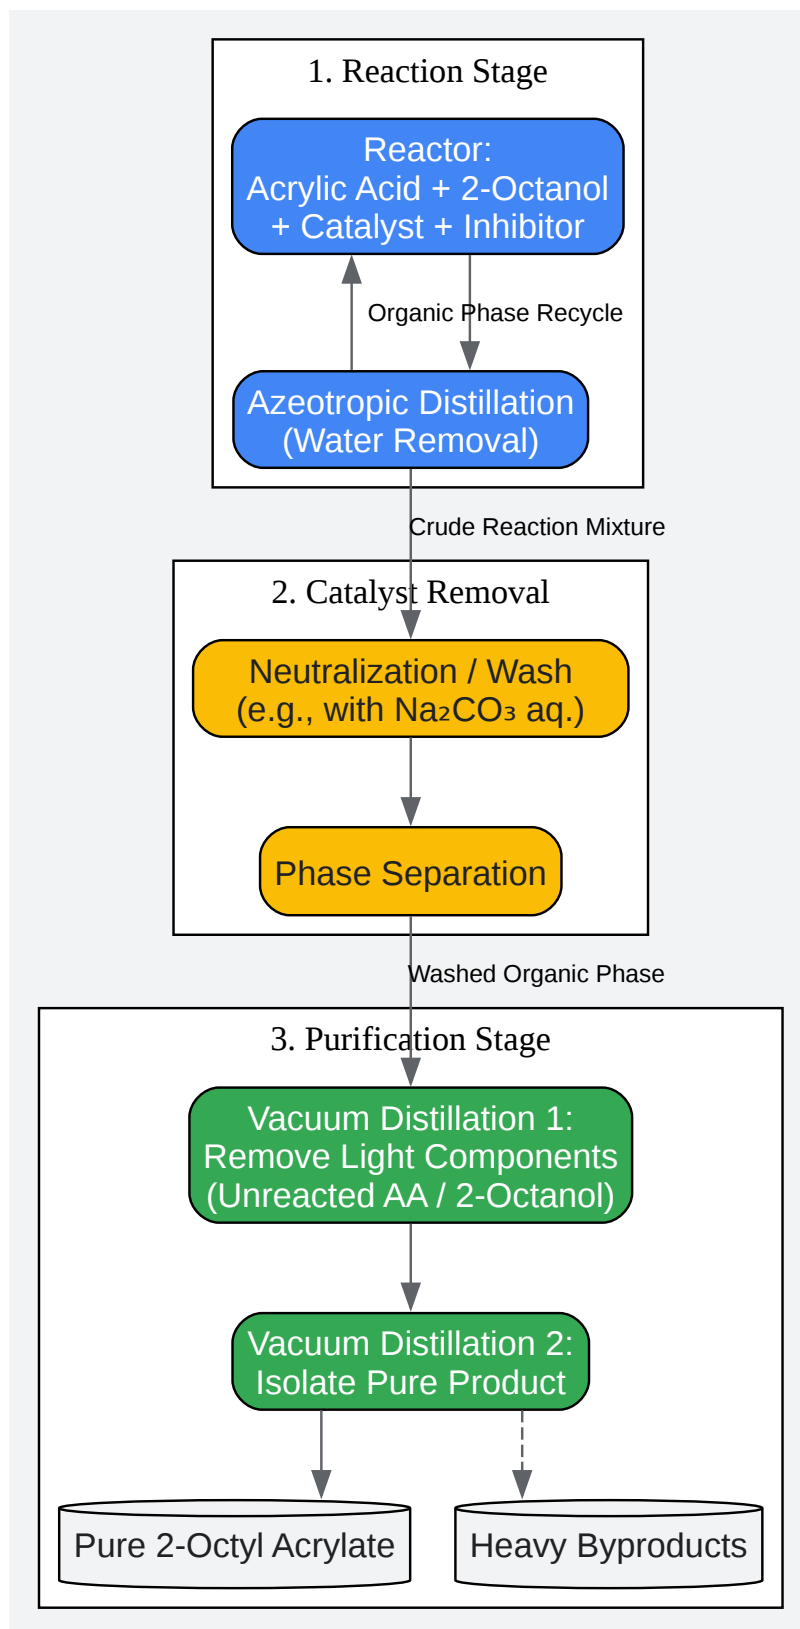 1. Reaction Stage
Reactor:
Acrylic Acid + 2-Octanol
+ Catalyst + Inhibitor
Organic Phase Recycle
Azeotropic Distillation
(Water Removal)
Crude Reaction Mixture
2. Catalyst Removal
Neutralization / Wash
(e.g., with Na₂CO₃ aq.)
Phase Separation
Washed Organic Phase
3. Purification Stage
Vacuum Distillation 1:
Remove Light Components
(Unreacted AA / 2-Octanol)
Vacuum Distillation 2:
Isolate Pure Product
Pure 2-Octyl Acrylate
Heavy Byproducts